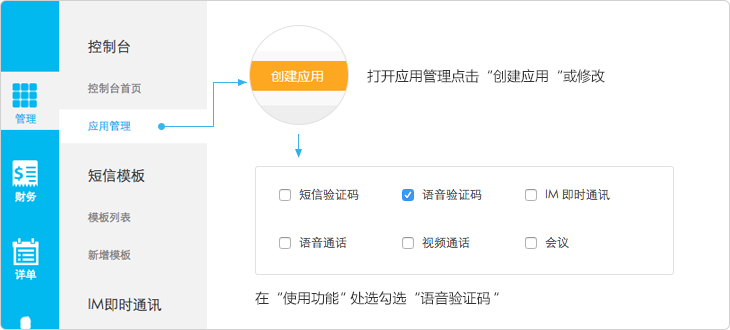 管理
财务
详单
控制台
控制台首页
应用管理
短信模板
模板列表
新增模板
IM即时通讯
创建应用
打开应用管理点击“创建应用“或修改
短信验证码
语音验证码
IM 即时通讯
语音通话
视频通话
会议
在“使用功能”处选勾选“语音验证码”